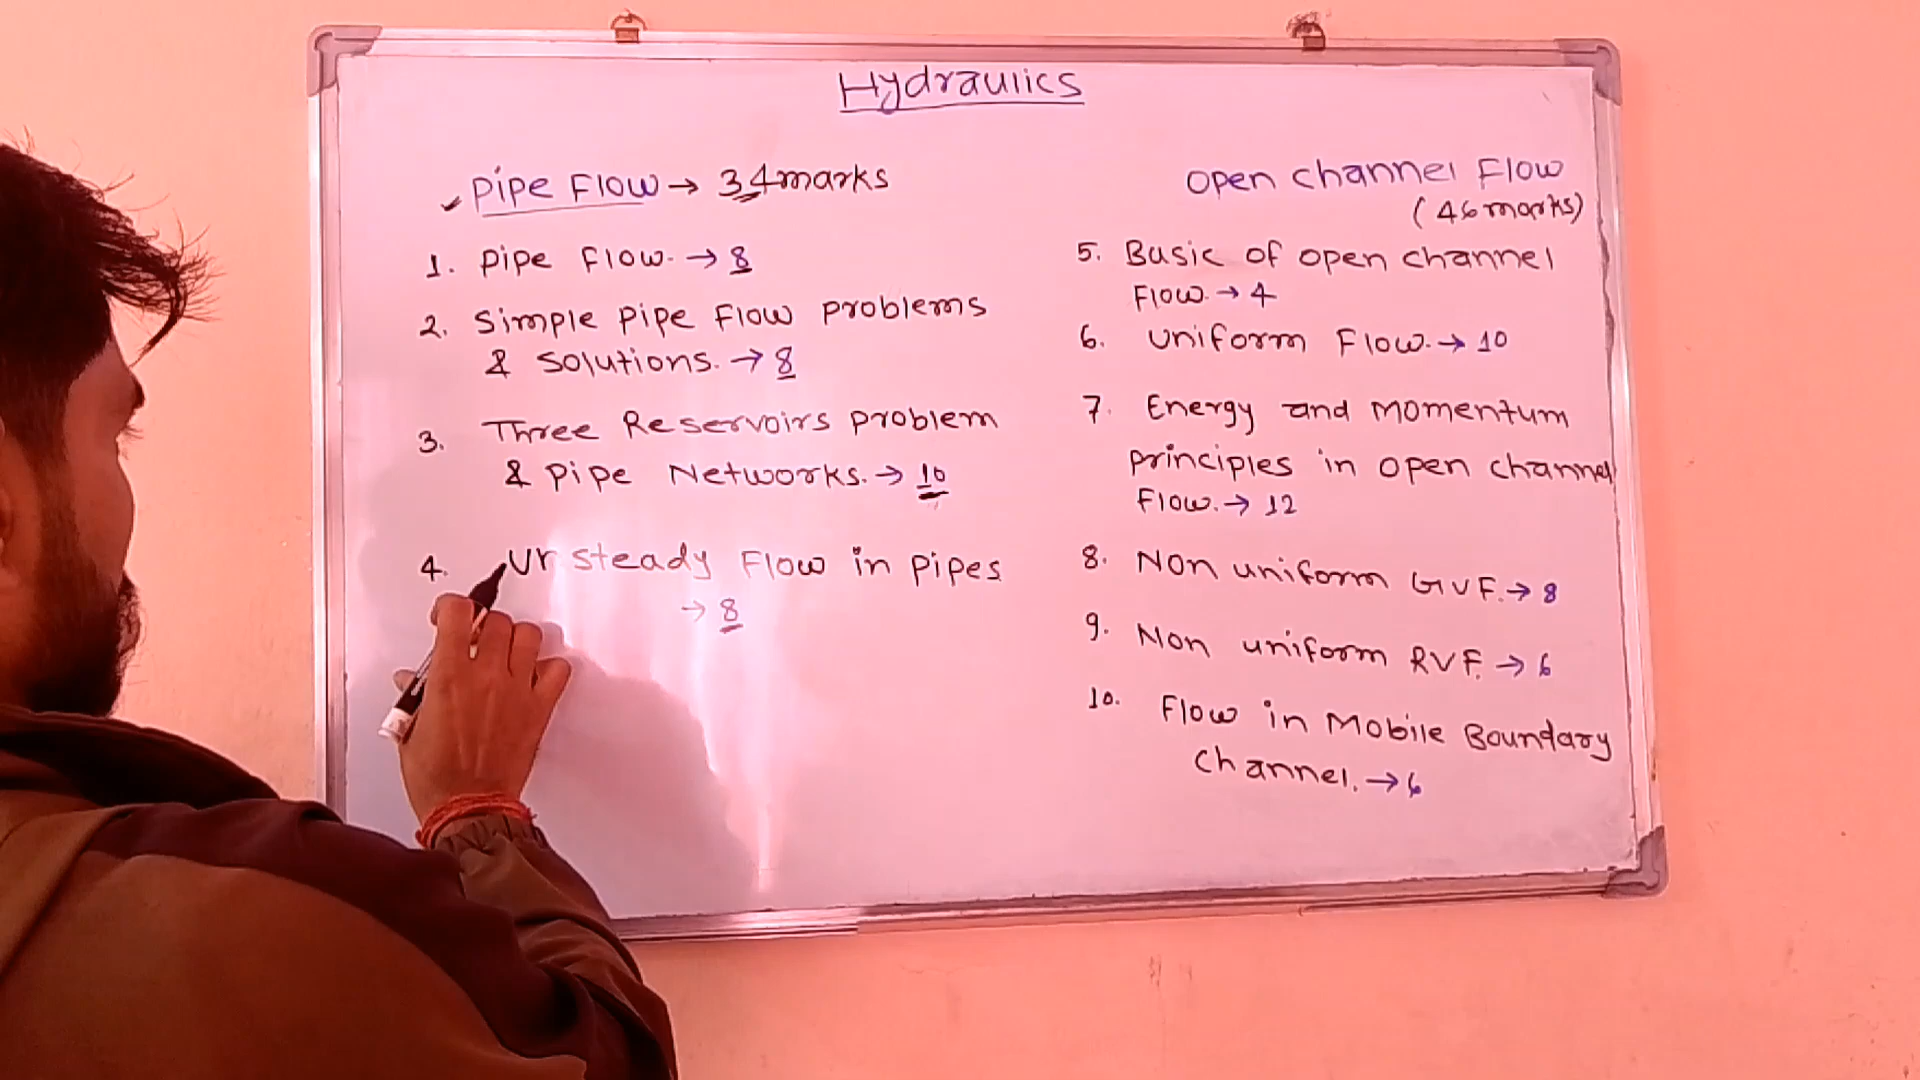 Hydraulics
Pipe Flow → 34 marks
1. Pipe Flow. → 8
2. Simple Pipe Flow problems
& Solutions. → 8
3. Three Reservoirs problem
& Pipe Networks. → 10
4. Unsteady Flow in Pipes
→ 8
Open channel Flow
(46 marks)
5. Basic of open channel
Flow. → 4
6. Uniform Flow. → 10
7. Energy and Momentum
principles in open channel
Flow. → 12
8. Non uniform GVF. → 8
9. Non uniform RVF. → 6
10. Flow in Mobile Boundary
Channel. → 6